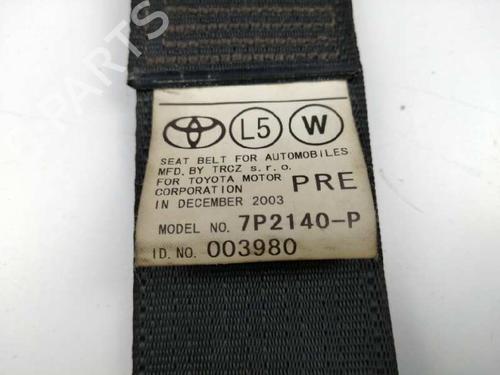 L5 W
SEAT BELT FOR AUTOMOBILES
MFD. BY TRCZ s.r.o.
FOR TOYOTA MOTOR
CORPORATION PRE
IN DECEMBER 2003
MODEL NO. 7P2140-P
ID.NO. 003980